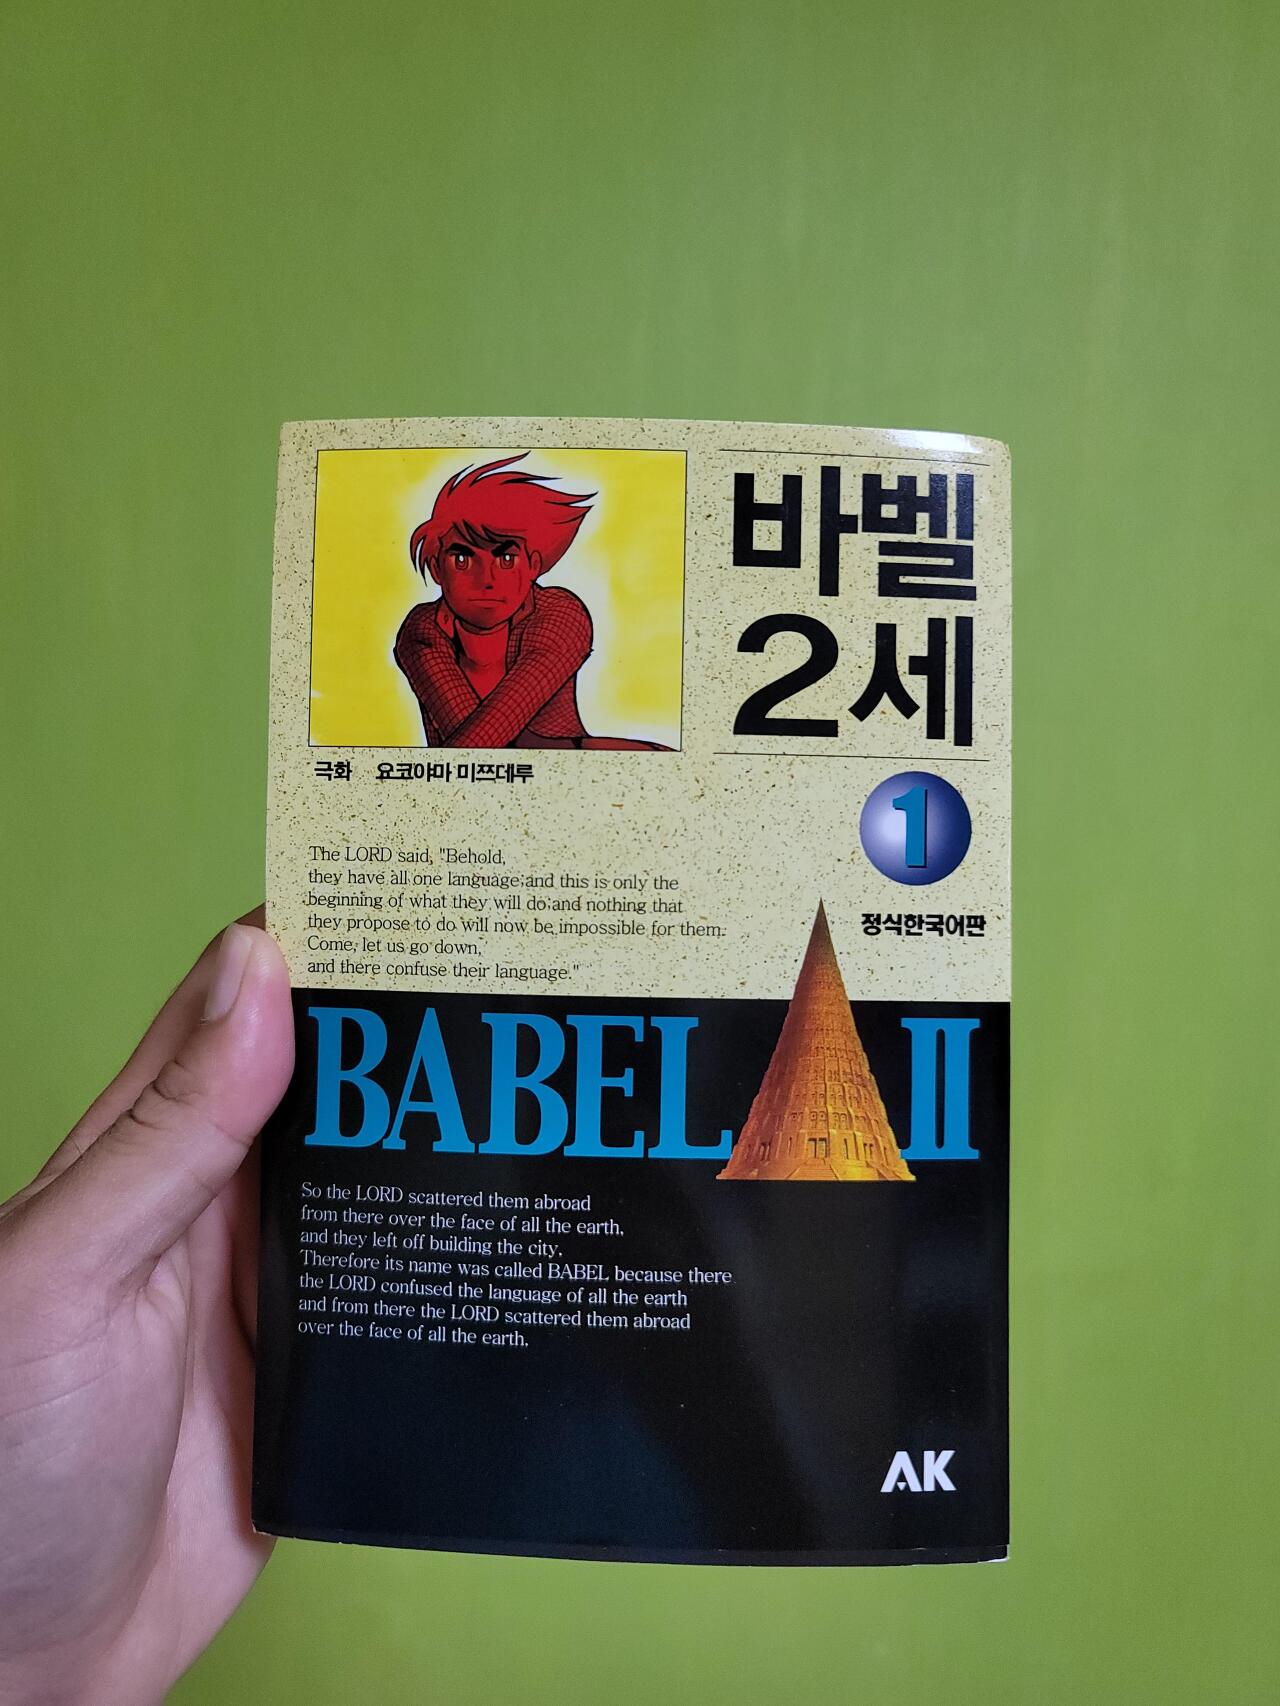 바벨
2세
극화 요코야마 미쯔데루
1
정식한국어판
The LORD said, "Behold,
they have all one language;and this is only the
beginning of what they will do;and nothing that
they propose to do will now be impossible for them.
Come, let us go down,
and there confuse their language."
BABEL II
So the LORD scattered them abroad
from there over the face of all the earth,
and they left off building the city.
Therefore its name was called BABEL because there
the LORD confused the language of all the earth
and from there the LORD scattered them abroad
over the face of all the earth.
AK